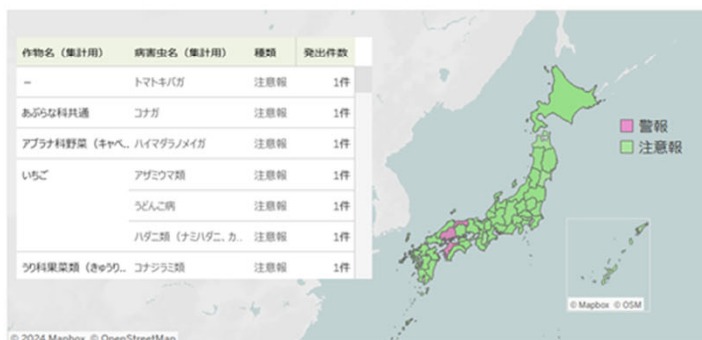 作物名（集計用） 病害虫名（集計用） 種類 発出件数
－ トマトキバガ 注意報 1件
あぶらな科共通 コナガ 注意報 1件
アブラナ科野菜（キャベ.. ハイマダラノメイガ 注意報 1件
いちご アザミウマ類 注意報 1件
うどんこ病 注意報 1件
ハダニ類（ナミハダニ、カ.. 注意報 1件
うり科果菜類（きゅうり.. コナジラミ類 注意報 1件
警報
注意報
© Mapbox © OSM
© 2024 Mapbox © OpenStreetMap